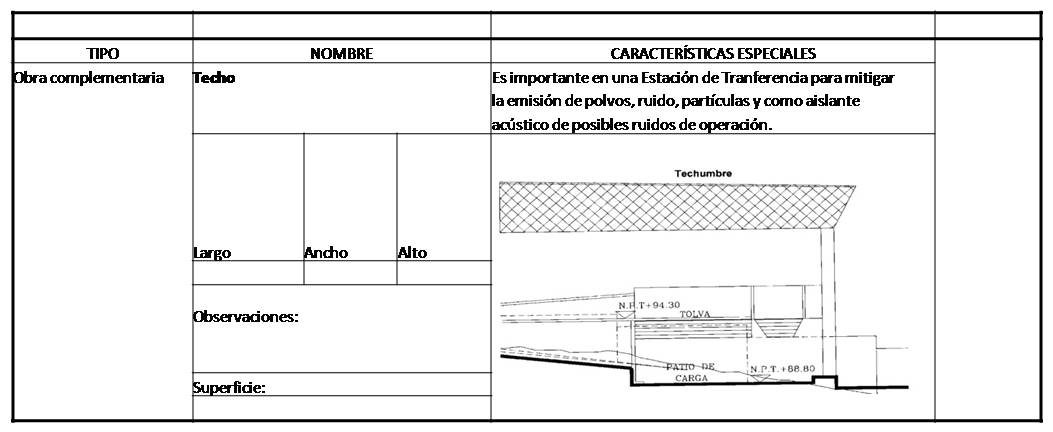 TIPO NOMBRE CARACTERÍSTICAS ESPECIALES
Obra complementaria Techo Es importante en una Estación de Tranferencia para mitigar
la emisión de polvos, ruido, partículas y como aislante
acústico de posibles ruidos de operación.
Techumbre
Largo Ancho Alto
N.P.T+94.30
TOLVA
Observaciones:
PATIO DE
CARGA
N.P.T.+88.80
Superficie: